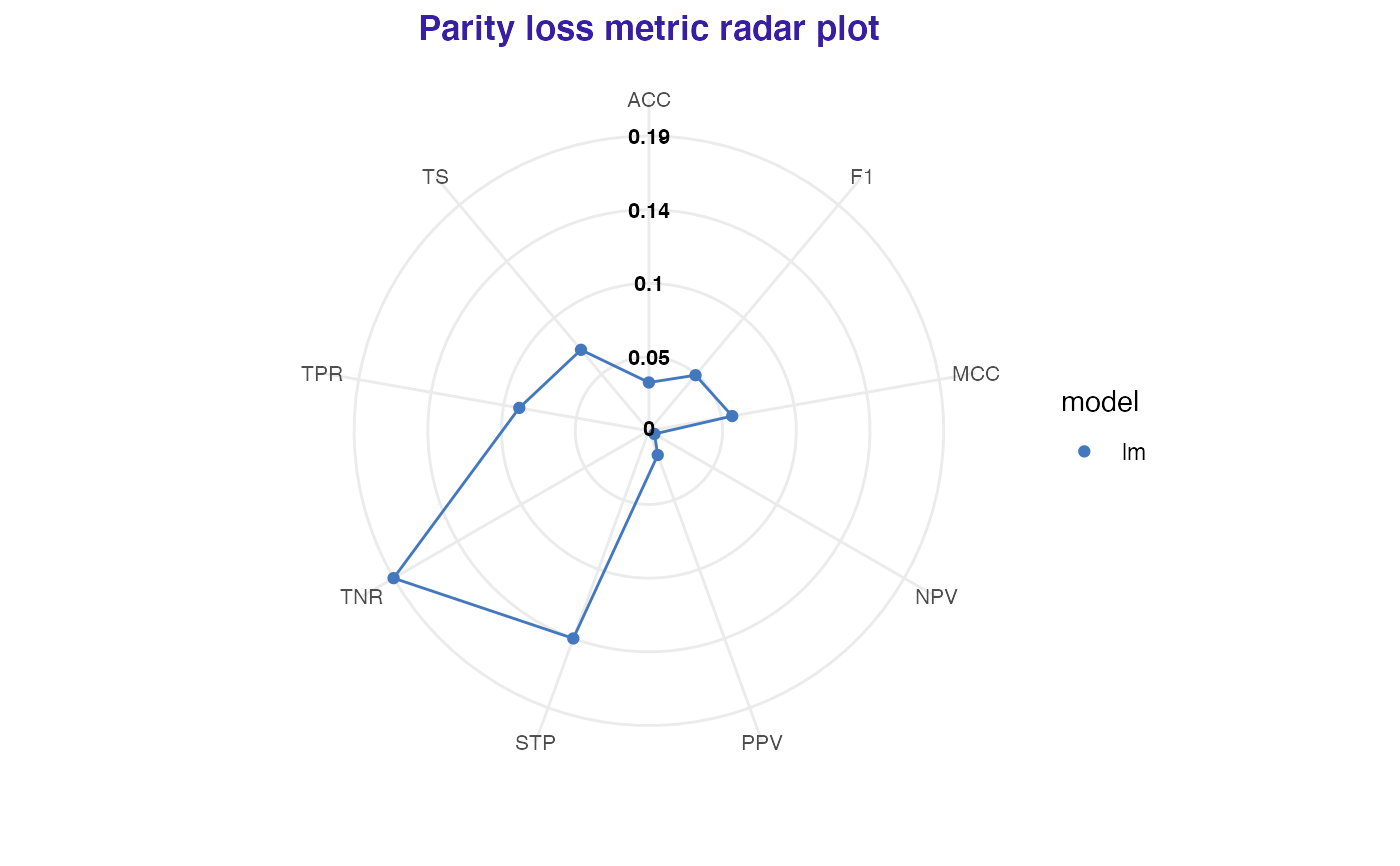 Parity loss metric radar plot
ACC
0.19
TS
F1
0.14
0.1
0.05
TPR
MCC
model
0
lm
TNR
NPV
STP
PPV